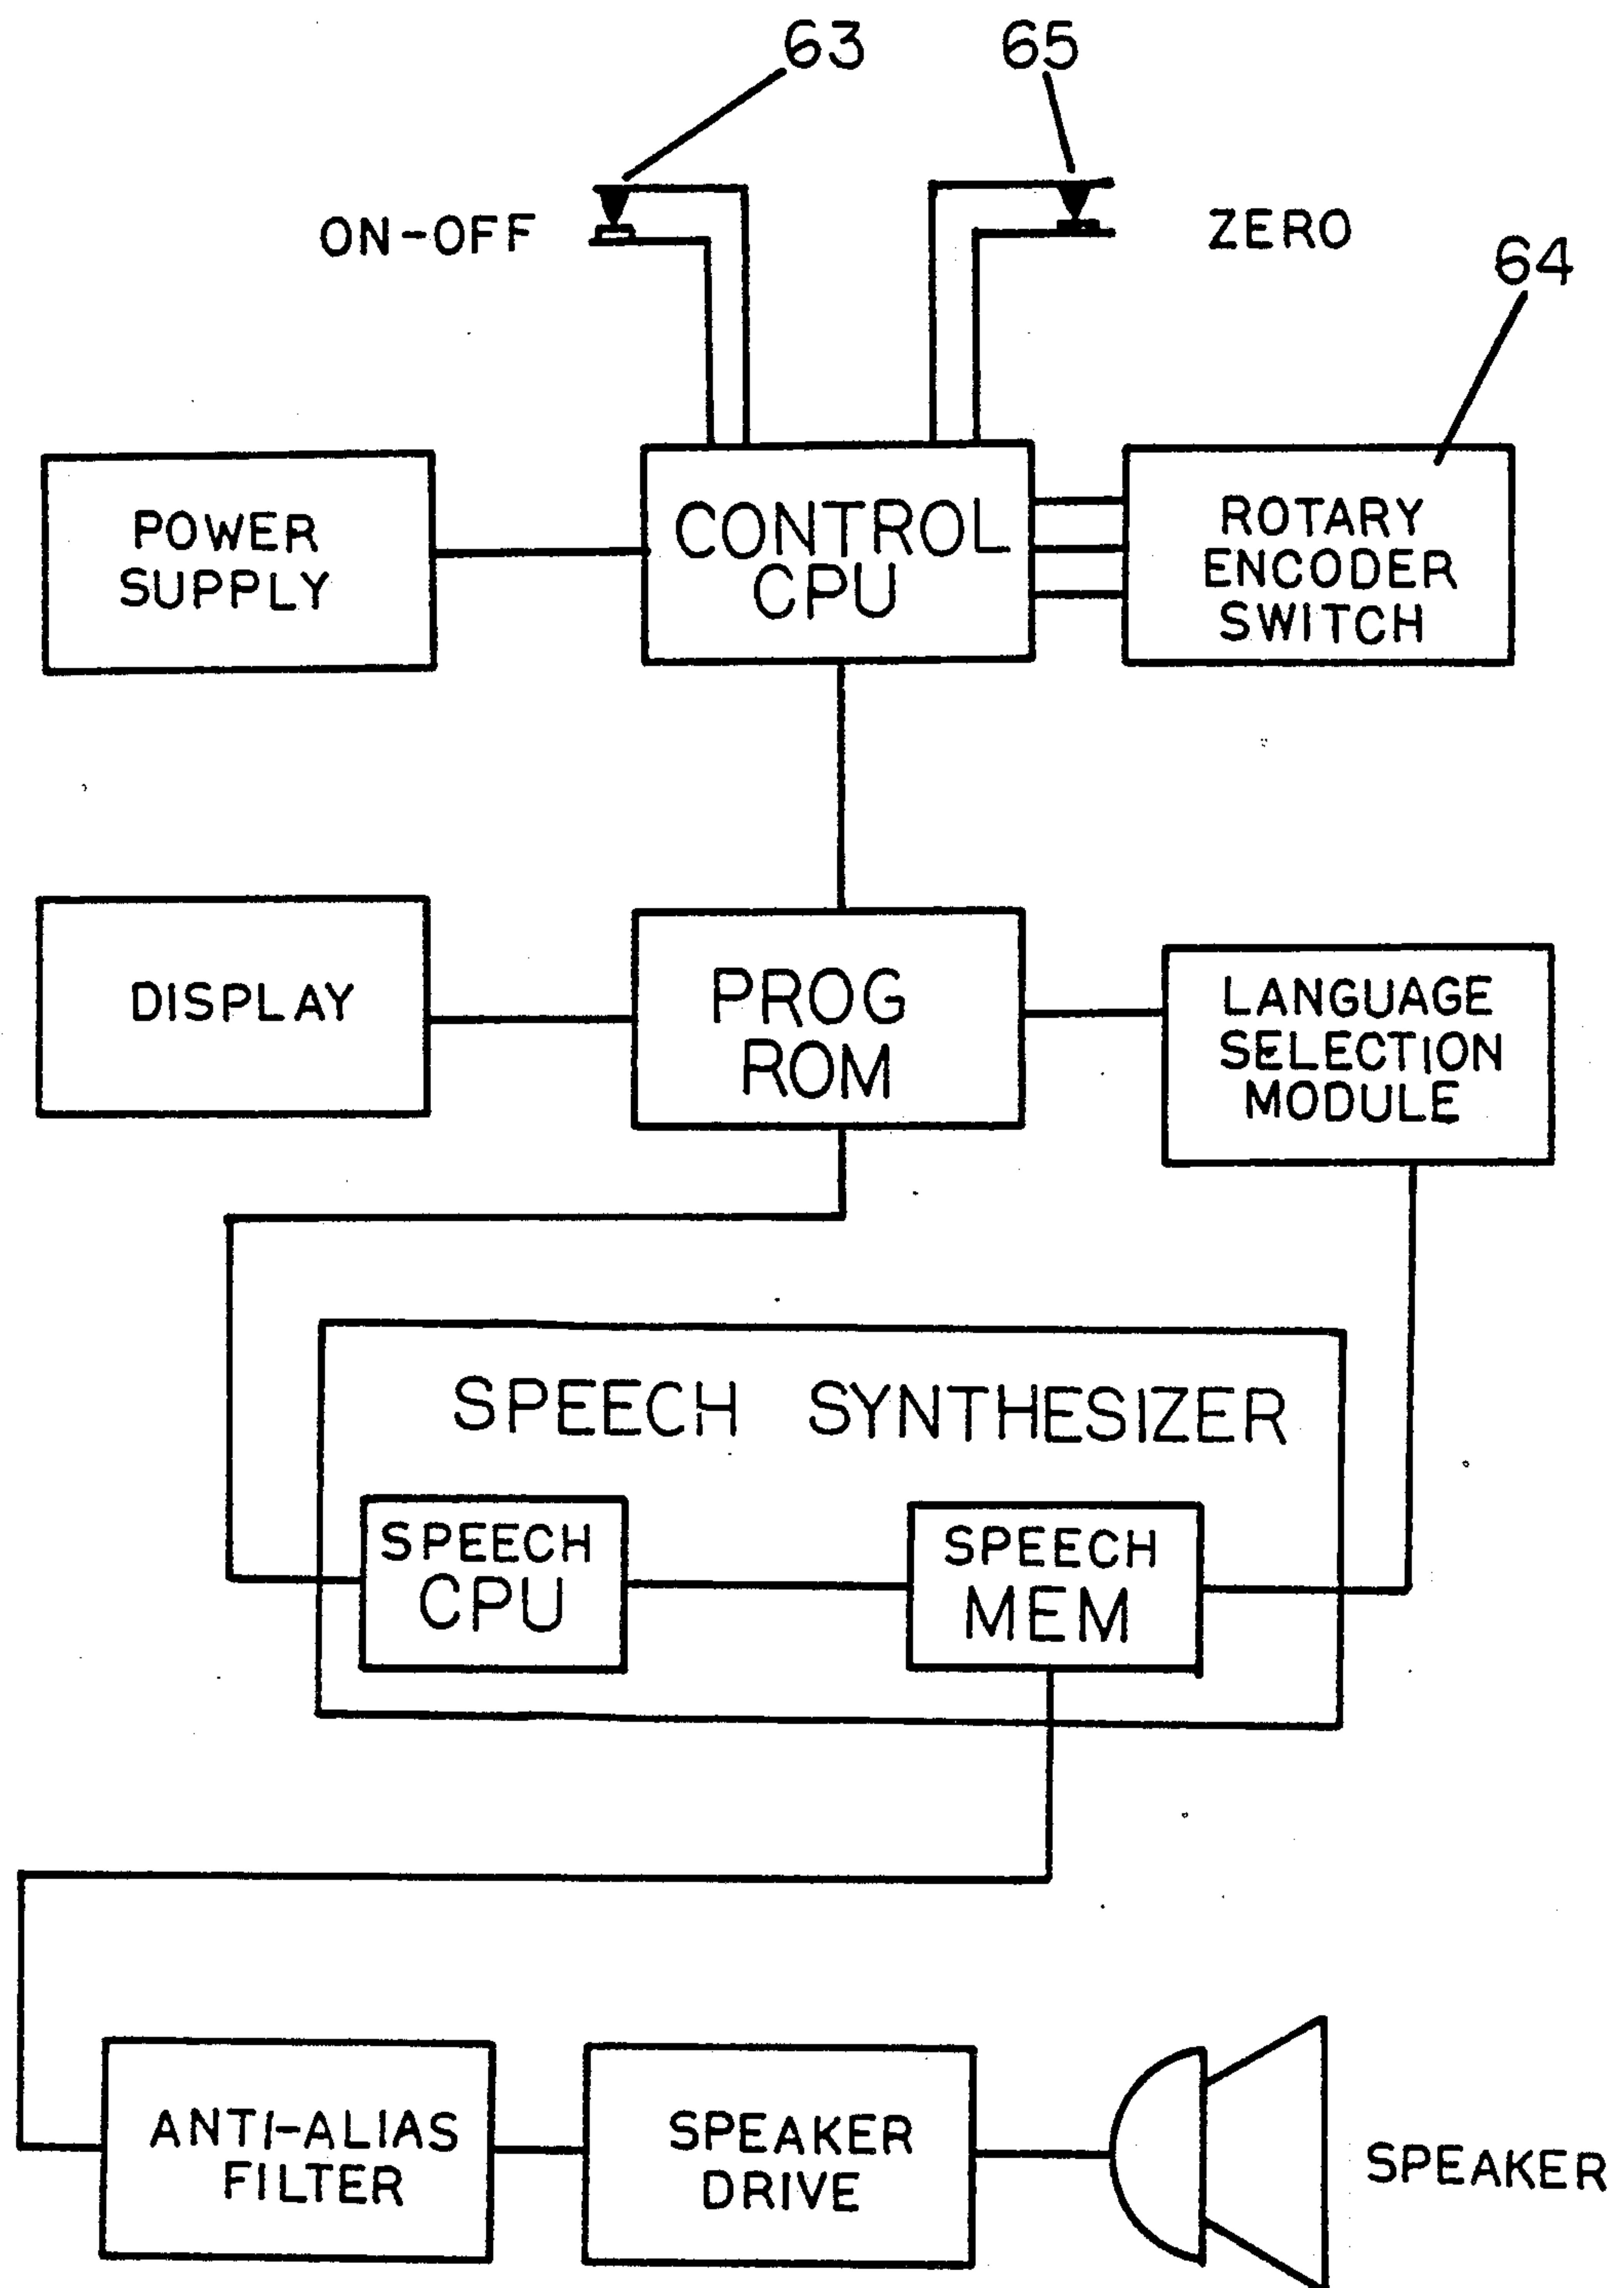 63
65
ON-OFF
ZERO
64
POWER
SUPPLY
CONTROL
CPU
ROTARY
ENCODER
SWITCH
DISPLAY
PROG
ROM
LANGUAGE
SELECTION
MODULE
SPEECH SYNTHESIZER
SPEECH
CPU
SPEECH
MEM
ANTI-ALIAS
FILTER
SPEAKER
DRIVE
SPEAKER